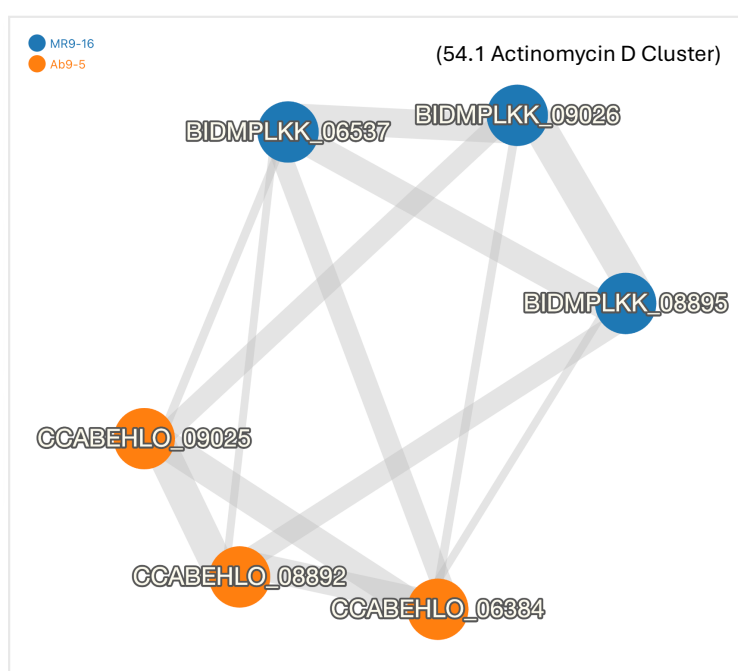 MR9-16
Ab9-5
(54.1 Actinomycin D Cluster)
BIDMPLKK_09026
BIDMPLKK_06537
BIDMPLKK_08895
CCABEHLO_09025
CCABEHLO_08892
CCABEHLO_06384